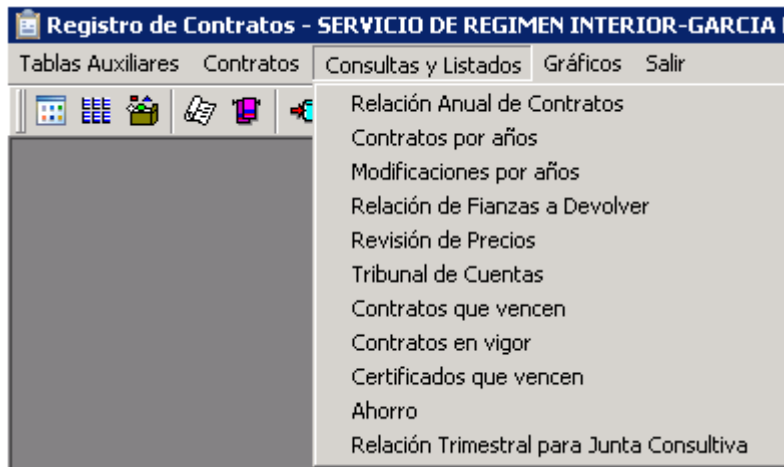 Registro de Contratos - SERVICIO DE REGIMEN INTERIOR-GARCIA
Tablas Auxiliares Contratos Consultas y Listados Gráficos Salir
Relación Anual de Contratos
Contratos por años
Modificaciones por años
Relación de Fianzas a Devolver
Revisión de Precios
Tribunal de Cuentas
Contratos que vencen
Contratos en vigor
Certificados que vencen
Ahorro
Relación Trimestral para Junta Consultiva